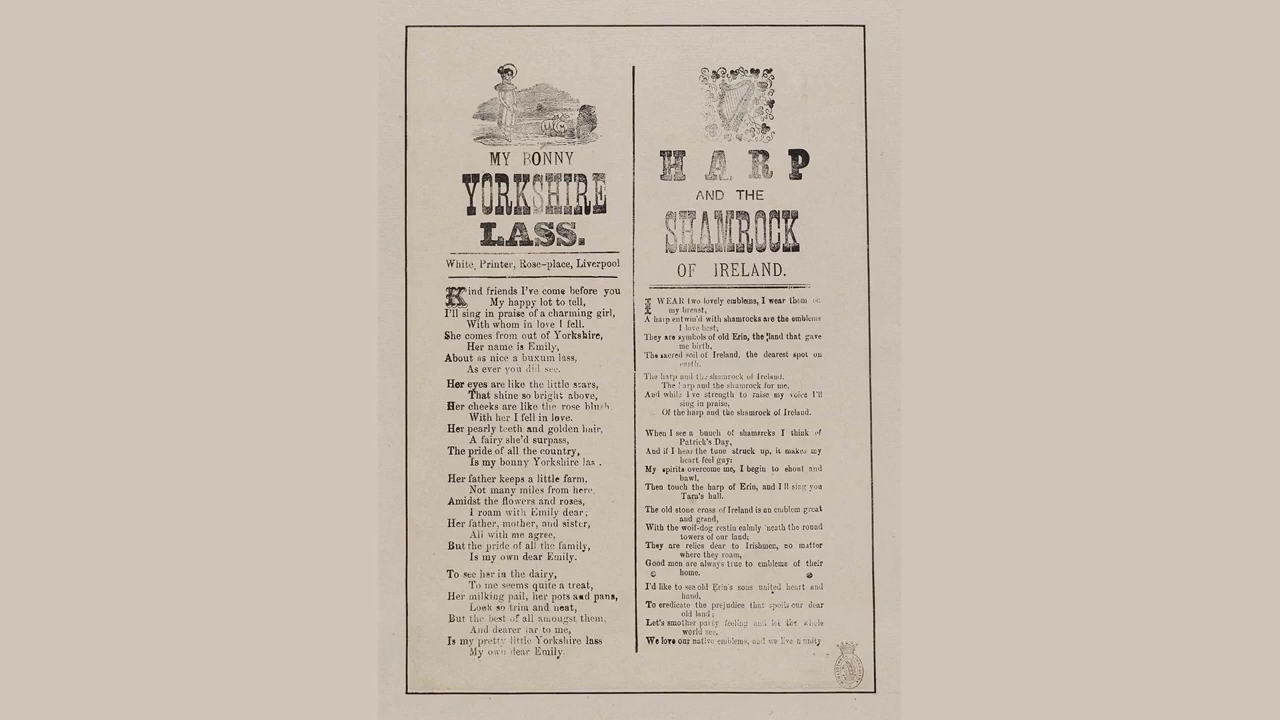 MY BONNY
YORKSHIRE
LASS.
White, Printer, Rose-place, Liverpool
Kind friends I've come before you
My happy lot to tell,
I'll sing in praise of a charming girl,
With whom in love I fell.
She comes from out of Yorkshire,
Her name is Emily,
About as nice a buxum lass,
As ever you did see.
Her eyes are like the little stars,
That shine so bright above,
Her cheeks are like the rose blush,
With her I fell in love.
Her pearly teeth and golden hair,
A fairy she'd surpass,
The pride of all the country,
Is my bonny Yorkshire las .
Her father keeps a little farm,
Not many miles from here,
Amidst the flowers and roses,
I roam with Emily dear;
Her father, mother, and sister,
All with me agree,
But the pride of all the family,
Is my own dear Emily.
To see her in the dairy,
To me seems quite a treat,
Her milking pail, her pots and pans,
Look so trim and neat,
But the best of all amongst them,
And dearer far to me,
Is my pretty little Yorkshire lass
My own dear Emily.
HARP
AND THE
SHAMROCK
OF IRELAND.
I WEAR two lovely emblems, I wear them on
my breast,
A harp entwin'd with shamrocks are the emblems
I love best;
They are symbols of old Erin, the land that gave
me birth,
The sacred soil of Ireland, the dearest spot on
earth.
The harp and the shamrock of Ireland.
The harp and the shamrock for me,
And while I've strength to raise my voice I'll
sing in praise,
Of the harp and the shamrock of Ireland.
When I see a bunch of shamsrcks I think of
Patrick's Day,
And if I hear the tune struck up, it makes my
heart feel gay:
My spirits overcome me, I begin to shout and
bawl,
Then touch the harp of Erin, and I'll sing you
Tara's hall.
The old stone cross of Ireland is an emblem great
and grand,
With the wolf-dog restin calmly 'neath the round
towers of our land;
They are relics dear to Irishmen, no matter
where they roam,
Good men are always true to emblems of their
home.
I'd like to see old Erin's sons united heart and
hand,
To eredicate the prejudice that spoils our dear
old land;
Let's smother party feeling and let the whole
world see,
We love our native emblems, and we live n unity